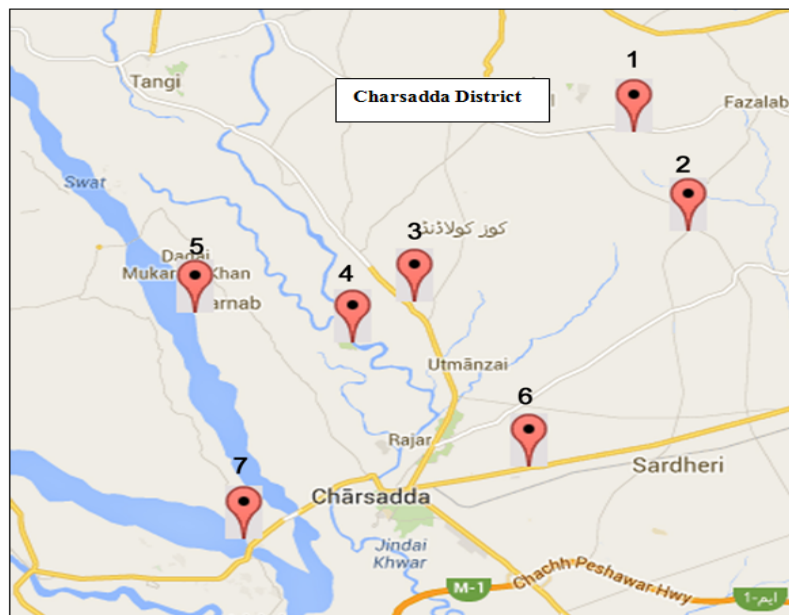 1
Tangi
Charsadda District
Fazalab
2
Swat
کوز کولاڈنڈ
3
5
Dadai
Mukar Khan
arnab
4
Utmānzai
6
Rajar
Sardheri
7
Chārsadda
Jindai
Khwar
M-1
Chachh Peshawar Hwy
ایم-1